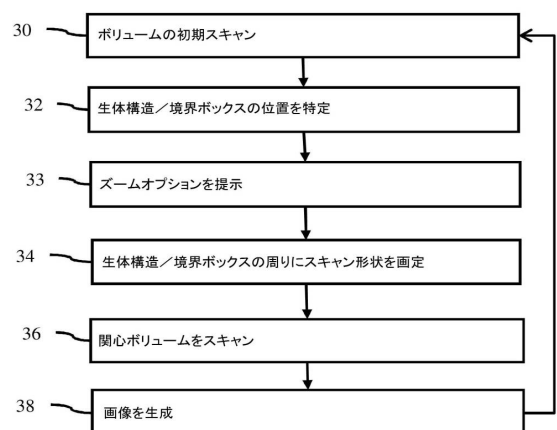 30 ボリュームの初期スキャン
32 生体構造／境界ボックスの位置を特定
33 ズームオプションを提示
34 生体構造／境界ボックスの周りにスキャン形状を画定
36 関心ボリュームをスキャン
38 画像を生成